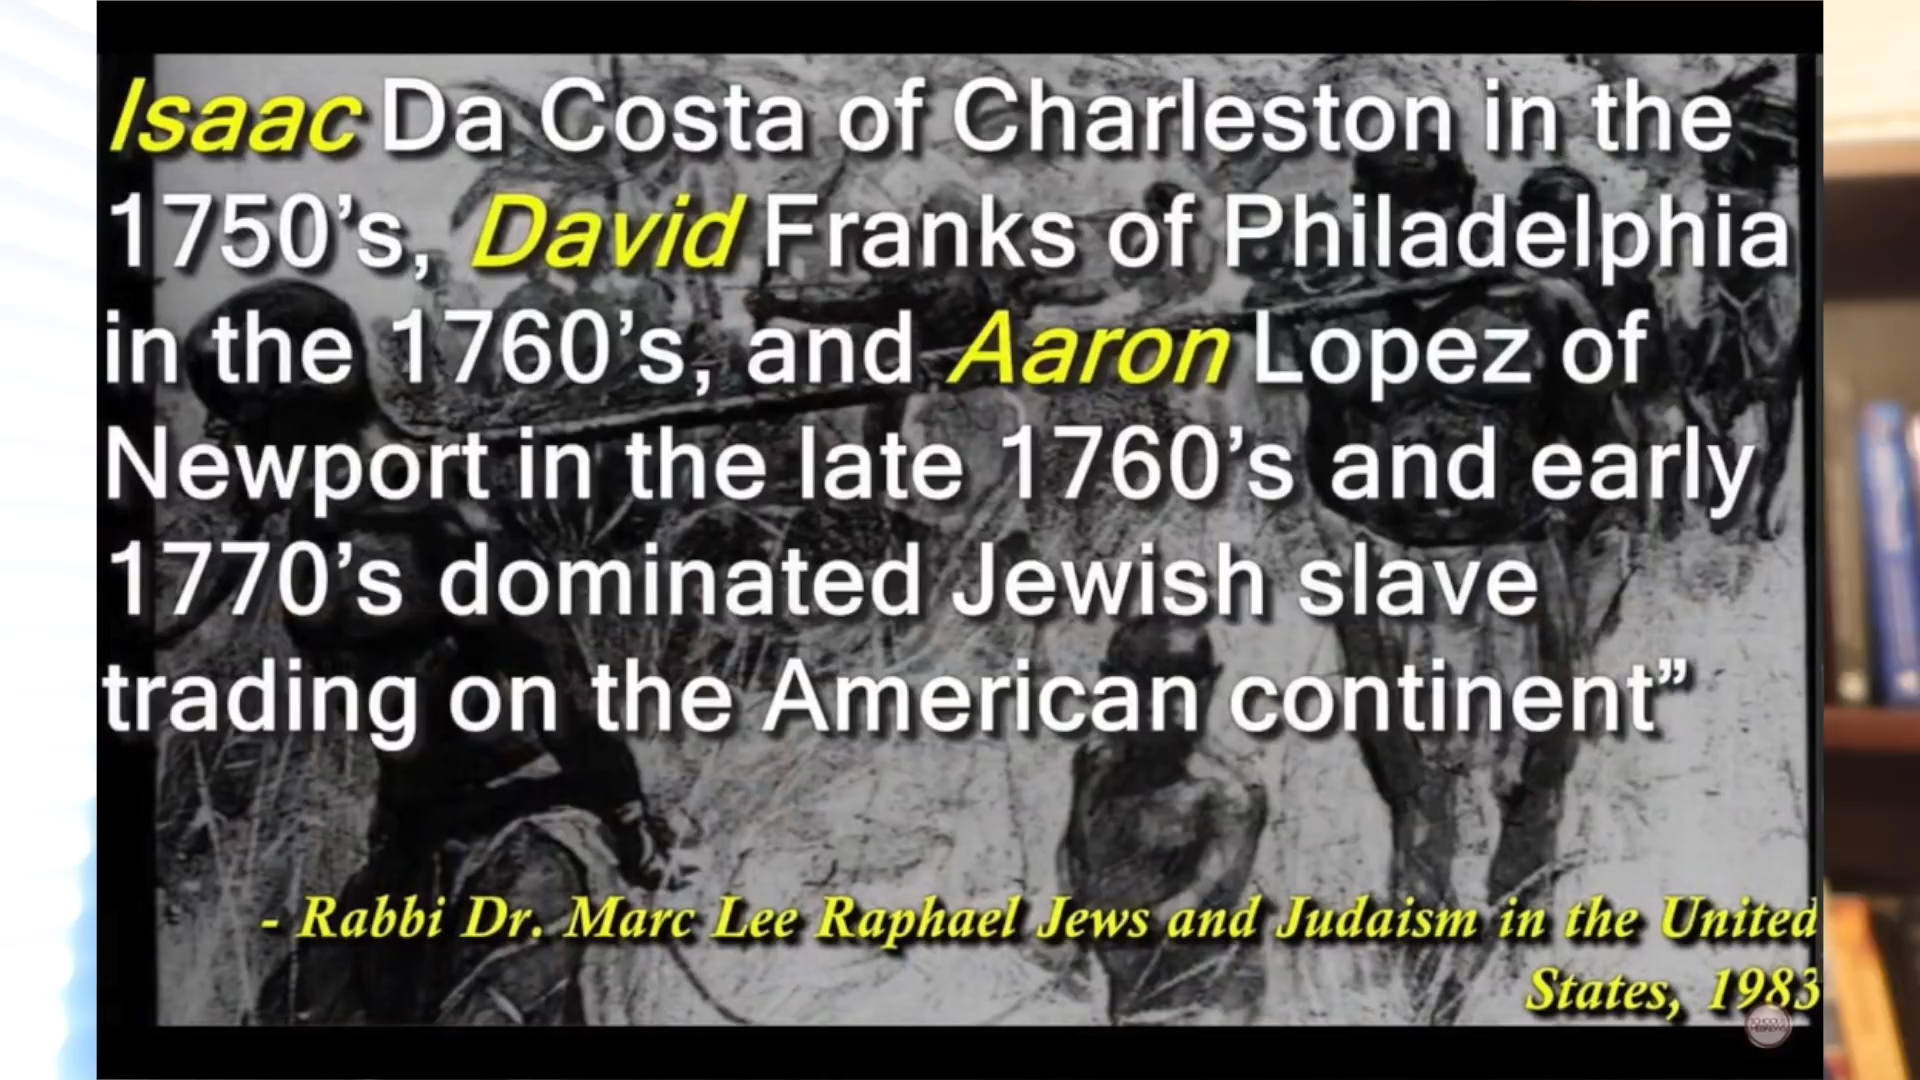 Isaac Da Costa of Charleston in the
1750’s, David Franks of Philadelphia
in the 1760’s, and Aaron Lopez of
Newport in the late 1760’s and early
1770’s dominated Jewish slave
trading on the American continent”
- Rabbi Dr. Marc Lee Raphael Jews and Judaism in the United
States, 1983